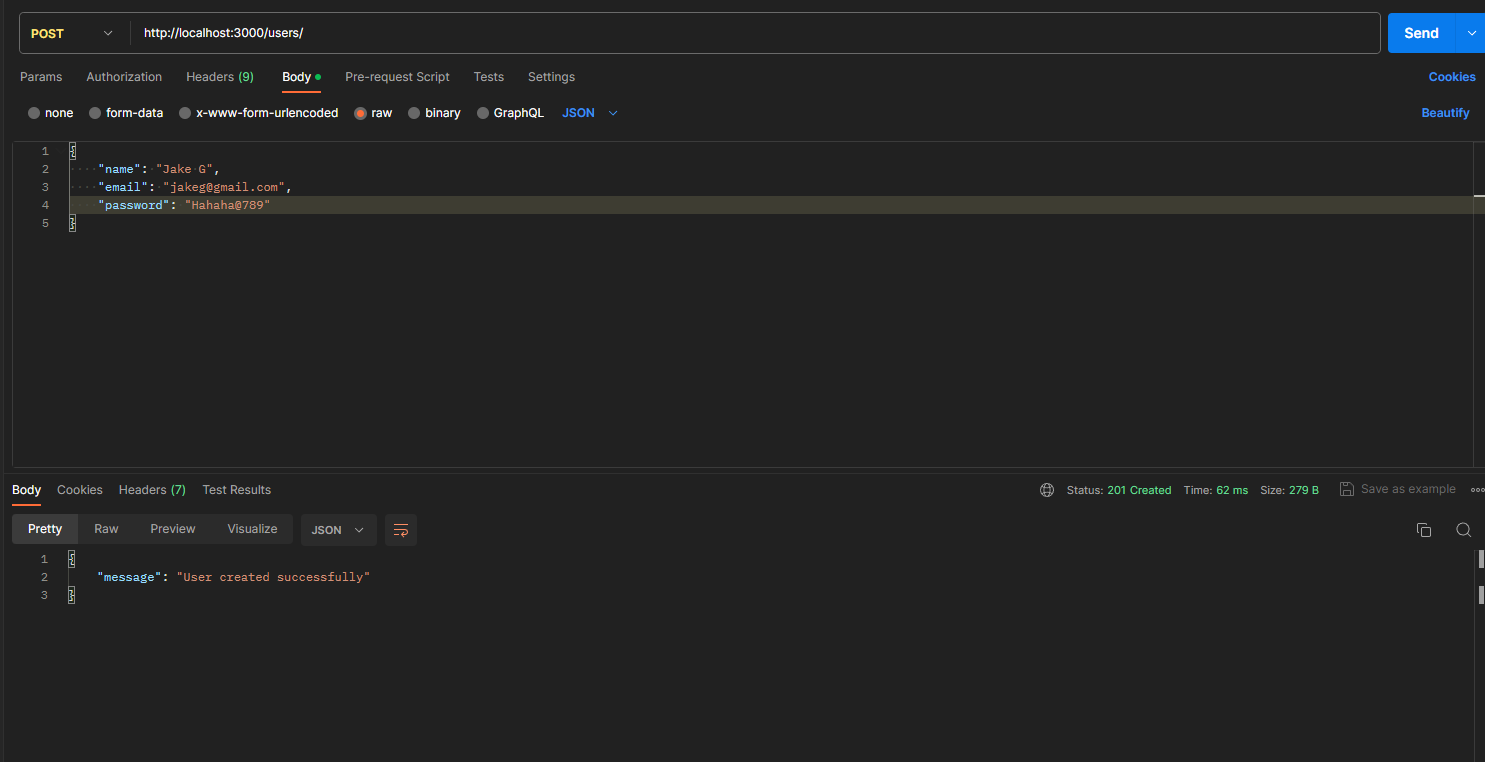 POST http://localhost:3000/users/ Send
Params Authorization Headers (9) Body Pre-request Script Tests Settings Cookies
none form-data x-www-form-urlencoded raw binary GraphQL JSON Beautify
1 {
2 "name": "Jake G",
3 "email": "jakeg@gmail.com",
4 "password": "Hahaha@789"
5 }
Body Cookies Headers (7) Test Results Status: 201 Created Time: 62 ms Size: 279 B Save as example
Pretty Raw Preview Visualize JSON
1 {
2 "message": "User created successfully"
3 }